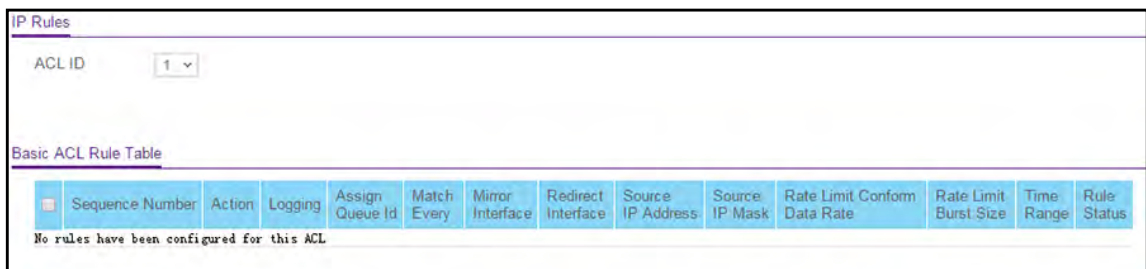 IP Rules
ACL ID 1
Basic ACL Rule Table
Sequence Number Action Logging Assign Queue Id Match Every Mirror Interface Redirect Interface Source IP Address Source IP Mask Rate Limit Conform Data Rate Rate Limit Burst Size Time Range Rule Status
No rules have been configured for this ACL